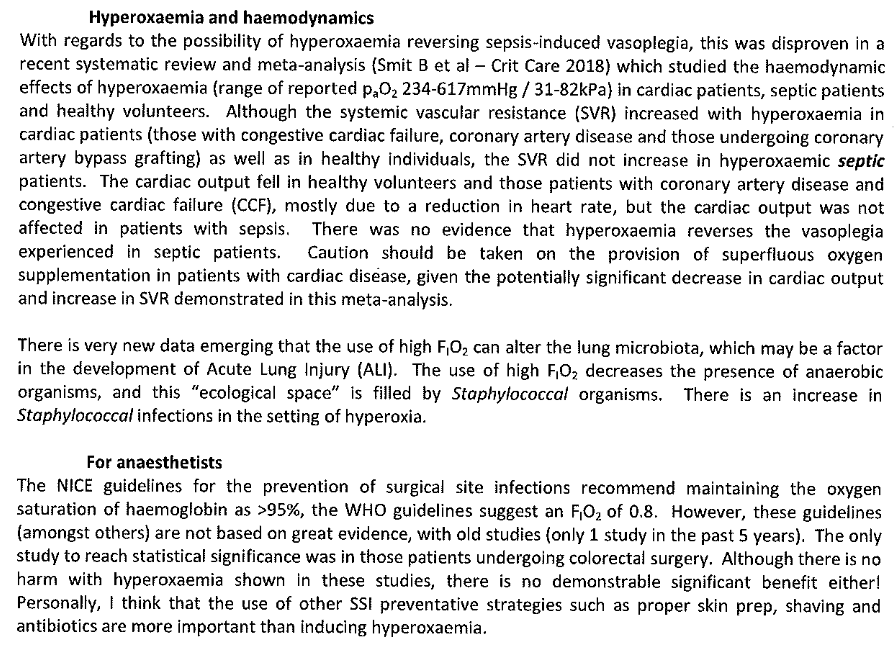 Hyperoxaemia and haemodynamics
With regards to the possibility of hyperoxaemia reversing sepsis-induced vasoplegia, this was disproven in a
recent systematic review and meta-analysis (Smit B et al – Crit Care 2018) which studied the haemodynamic
effects of hyperoxaemia (range of reported pₐO₂ 234-617mmHg / 31-82kPa) in cardiac patients, septic patients
and healthy volunteers. Although the systemic vascular resistance (SVR) increased with hyperoxaemia in
cardiac patients (those with congestive cardiac failure, coronary artery disease and those undergoing coronary
artery bypass grafting) as well as in healthy individuals, the SVR did not increase in hyperoxaemic septic
patients. The cardiac output fell in healthy volunteers and those patients with coronary artery disease and
congestive cardiac failure (CCF), mostly due to a reduction in heart rate, but the cardiac output was not
affected in patients with sepsis. There was no evidence that hyperoxaemia reverses the vasoplegia
experienced in septic patients. Caution should be taken on the provision of superfluous oxygen
supplementation in patients with cardiac disease, given the potentially significant decrease in cardiac output
and increase in SVR demonstrated in this meta-analysis.
There is very new data emerging that the use of high FᵢO₂ can alter the lung microbiota, which may be a factor
in the development of Acute Lung Injury (ALI). The use of high FᵢO₂ decreases the presence of anaerobic
organisms, and this "ecological space" is filled by Staphylococcal organisms. There is an increase in
Staphylococcal infections in the setting of hyperoxia.
For anaesthetists
The NICE guidelines for the prevention of surgical site infections recommend maintaining the oxygen
saturation of haemoglobin as >95%, the WHO guidelines suggest an FᵢO₂ of 0.8. However, these guidelines
(amongst others) are not based on great evidence, with old studies (only 1 study in the past 5 years). The only
study to reach statistical significance was in those patients undergoing colorectal surgery. Although there is no
harm with hyperoxaemia shown in these studies, there is no demonstrable significant benefit either!
Personally, I think that the use of other SSI preventative strategies such as proper skin prep, shaving and
antibiotics are more important than inducing hyperoxaemia.